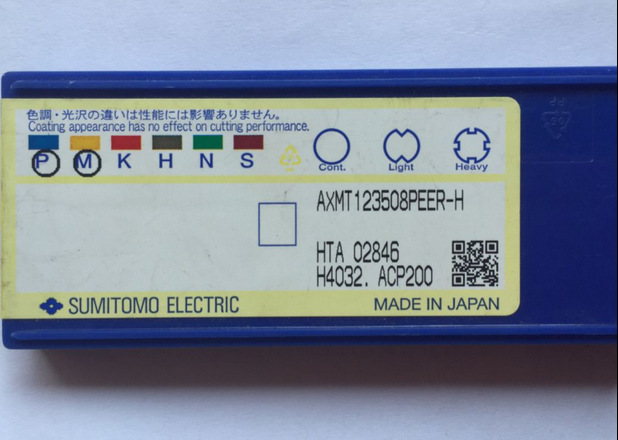 色調・光沢の違いは性能には影響ありません。
Coating appearance has no effect on cutting performance.
P M K H N S
Cont. Light Heavy
AXMT123508PEER-H
HTA 02846
H4032. ACP200
SUMITOMO ELECTRIC
MADE IN JAPAN